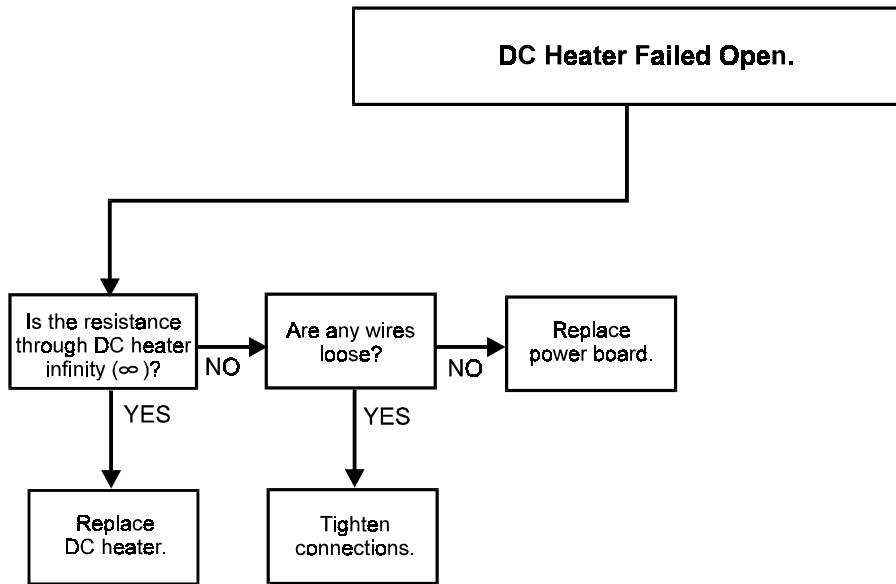 DC Heater Failed Open.
Is the resistance
through DC heater
infinity (∞)?
NO
Are any wires
loose?
NO
Replace
power board.
YES
YES
Replace
DC heater.
Tighten
connections.